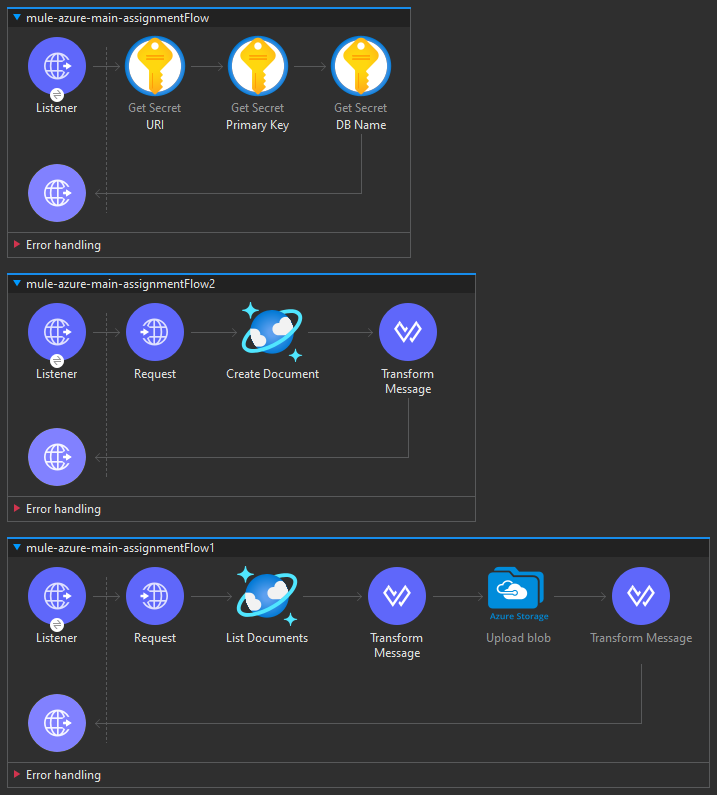 mule-azure-main-assignmentFlow
Listener
Get Secret
URI
Get Secret
Primary Key
Get Secret
DB Name
Error handling
mule-azure-main-assignmentFlow2
Listener
Request
Create Document
Transform
Message
Error handling
mule-azure-main-assignmentFlow1
Listener
Request
List Documents
Transform
Message
Azure Storage
Upload blob
Transform Message
Error handling